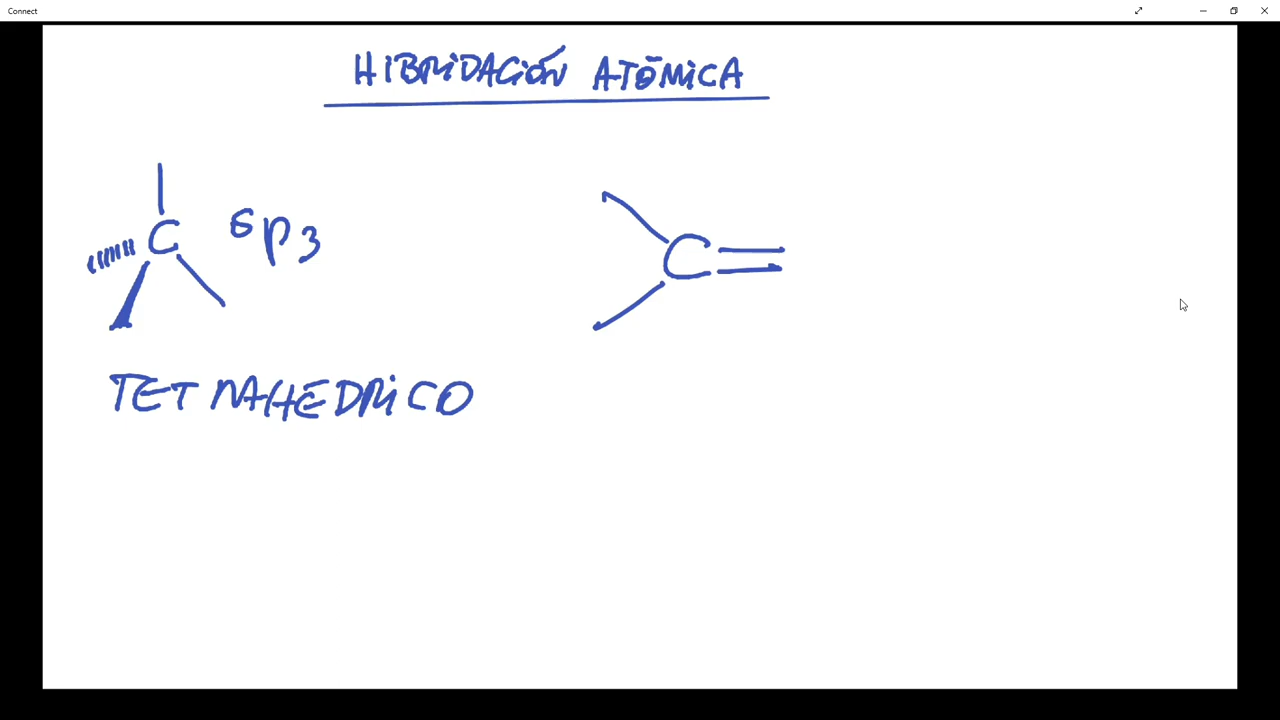 Connect
HIBRIDACIÓN ATÓMICA
C sp3
C
TETRAHEDRICO